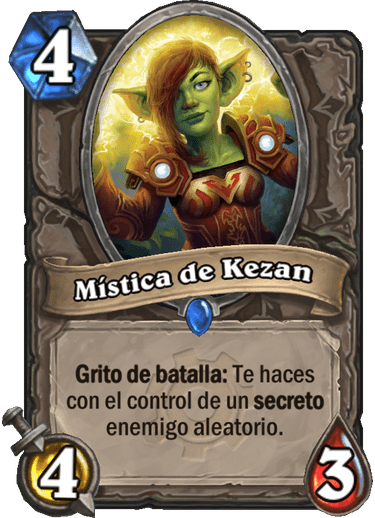 4
Mística de Kezan
Grito de batalla: Te haces
con el control de un secreto
enemigo aleatorio.
4
3